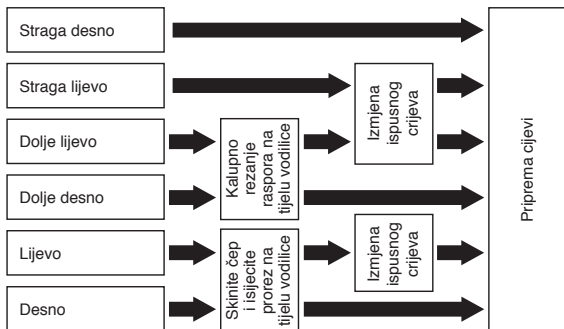 Straga desno
Straga lijevo
Dolje lijevo
Dolje desno
Lijevo
Desno
Kalupno
rezanje
raspora na
tijelu vodilice
Skinite čep
i isijecite
prorez na
tijelu vodilice
Izmjena
ispusnog
crijeva
Izmjena
ispusnog
crijeva
Priprema cijevi